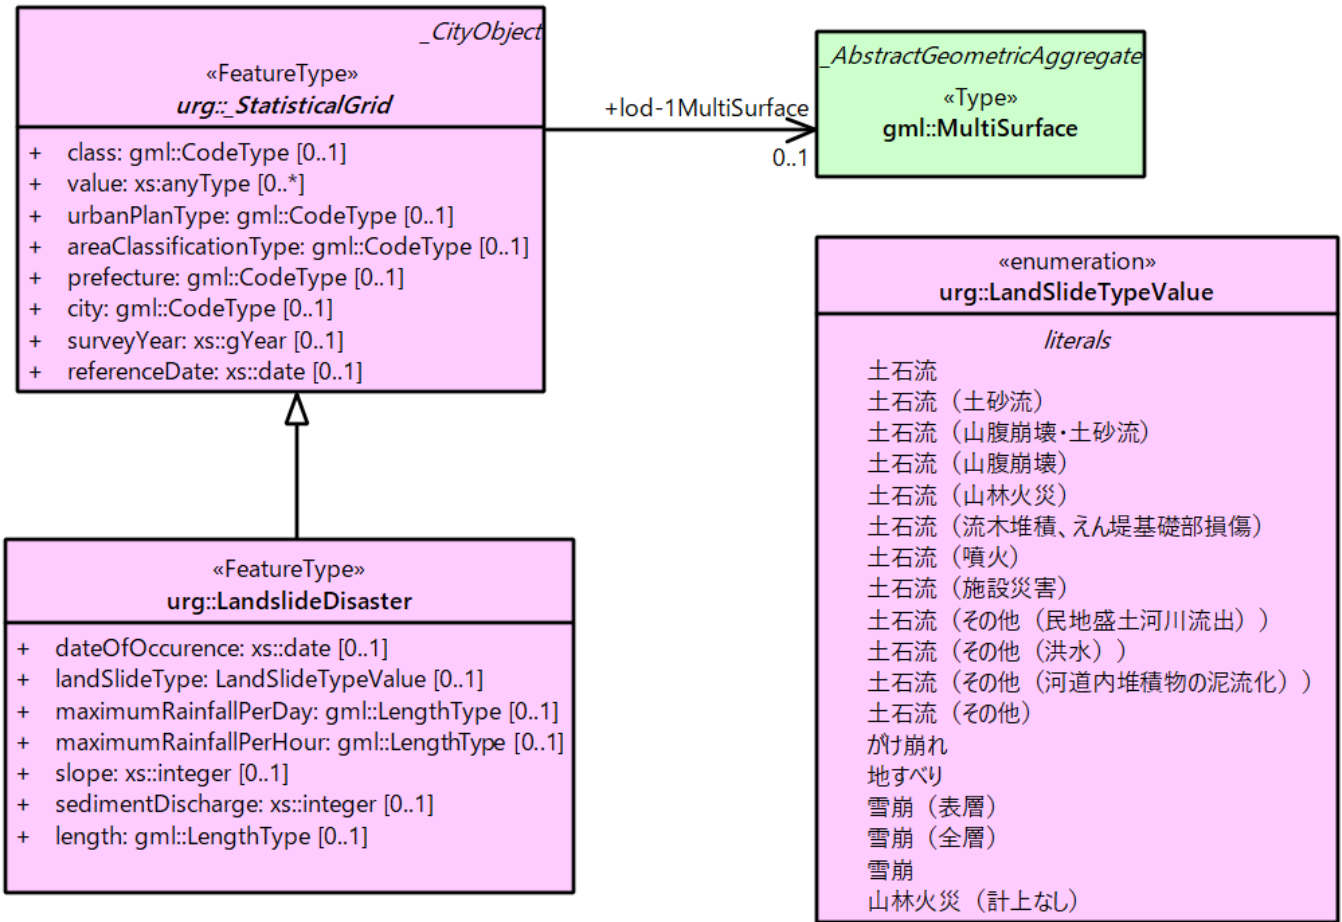 _CityObject
«FeatureType»
urg::_StatisticalGrid
+ class: gml::CodeType [0..1]
+ value: xs:anyType [0..*]
+ urbanPlanType: gml::CodeType [0..1]
+ areaClassificationType: gml::CodeType [0..1]
+ prefecture: gml::CodeType [0..1]
+ city: gml::CodeType [0..1]
+ surveyYear: xs::gYear [0..1]
+ referenceDate: xs::date [0..1]
+lod-1MultiSurface
0..1
_AbstractGeometricAggregate
«Type»
gml::MultiSurface
«FeatureType»
urg::LandslideDisaster
+ dateOfOccurence: xs::date [0..1]
+ landSlideType: LandSlideTypeValue [0..1]
+ maximumRainfallPerDay: gml::LengthType [0..1]
+ maximumRainfallPerHour: gml::LengthType [0..1]
+ slope: xs::integer [0..1]
+ sedimentDischarge: xs::integer [0..1]
+ length: gml::LengthType [0..1]
«enumeration»
urg::LandSlideTypeValue
literals
土石流
土石流（土砂流）
土石流（山腹崩壊・土砂流）
土石流（山腹崩壊）
土石流（山林火災）
土石流（流木堆積、えん堤基礎部損傷）
土石流（噴火）
土石流（施設災害）
土石流（その他（民地盛土河川流出））
土石流（その他（洪水））
土石流（その他（河道内堆積物の泥流化））
土石流（その他）
がけ崩れ
地すべり
雪崩（表層）
雪崩（全層）
雪崩
山林火災（計上なし）